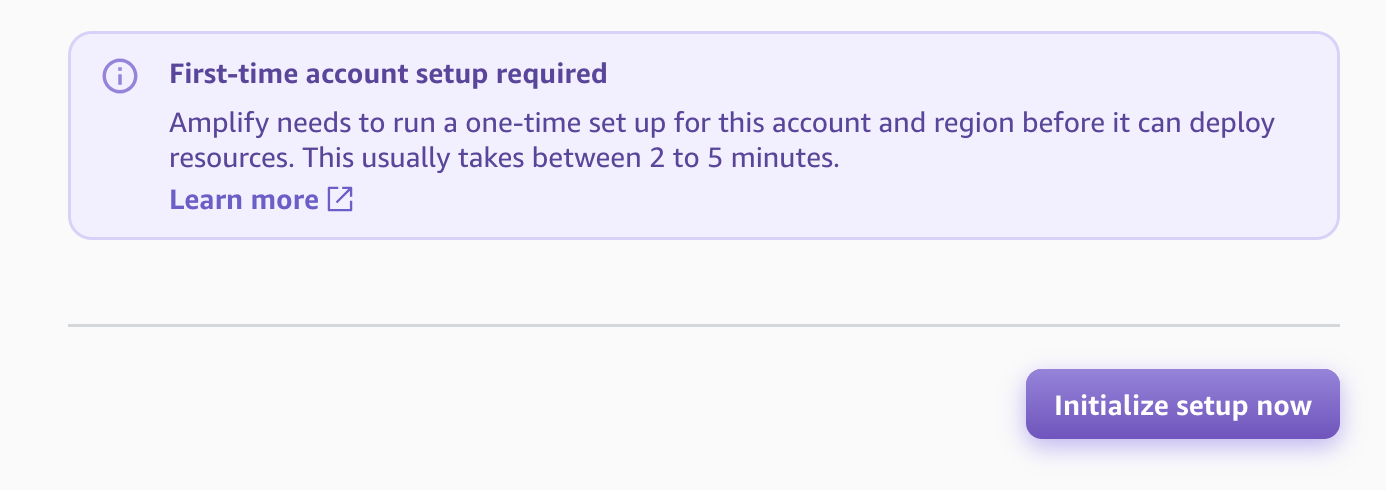 First-time account setup required
Amplify needs to run a one-time set up for this account and region before it can deploy
resources. This usually takes between 2 to 5 minutes.
Learn more
Initialize setup now